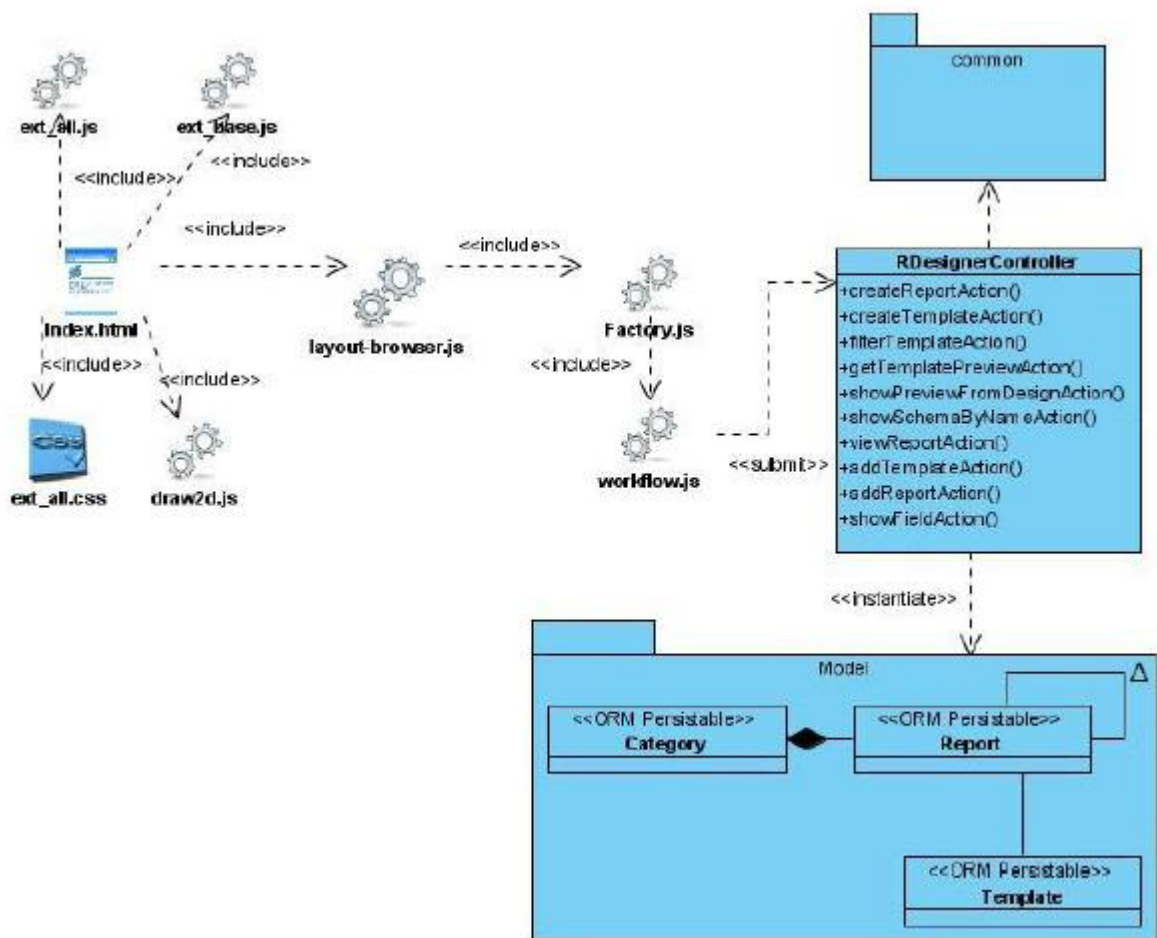 common
ext_all.js
ext_base.js
<<include>>
<<include>>
<<include>>
<<include>>
RDesignerController
+createReportAction()
+createTemplateAction()
+filterTemplateAction()
+getTemplatePreviewAction()
+showPreviewFromDesignAction()
+showSchemaByNameAction()
+viewReportAction()
+addTemplateAction()
+addReportAction()
+showFieldAction()
Index.html
layout-browser.js
Factory.js
<<include>>
<<include>>
<<include>>
CSS
ext_all.css
draw2d.js
workflow.js
<<submit>>
<<instantiate>>
Model
Δ
<<ORM Persistable>>
Category
<<ORM Persistable>>
Report
<<ORM Persistable>>
Template